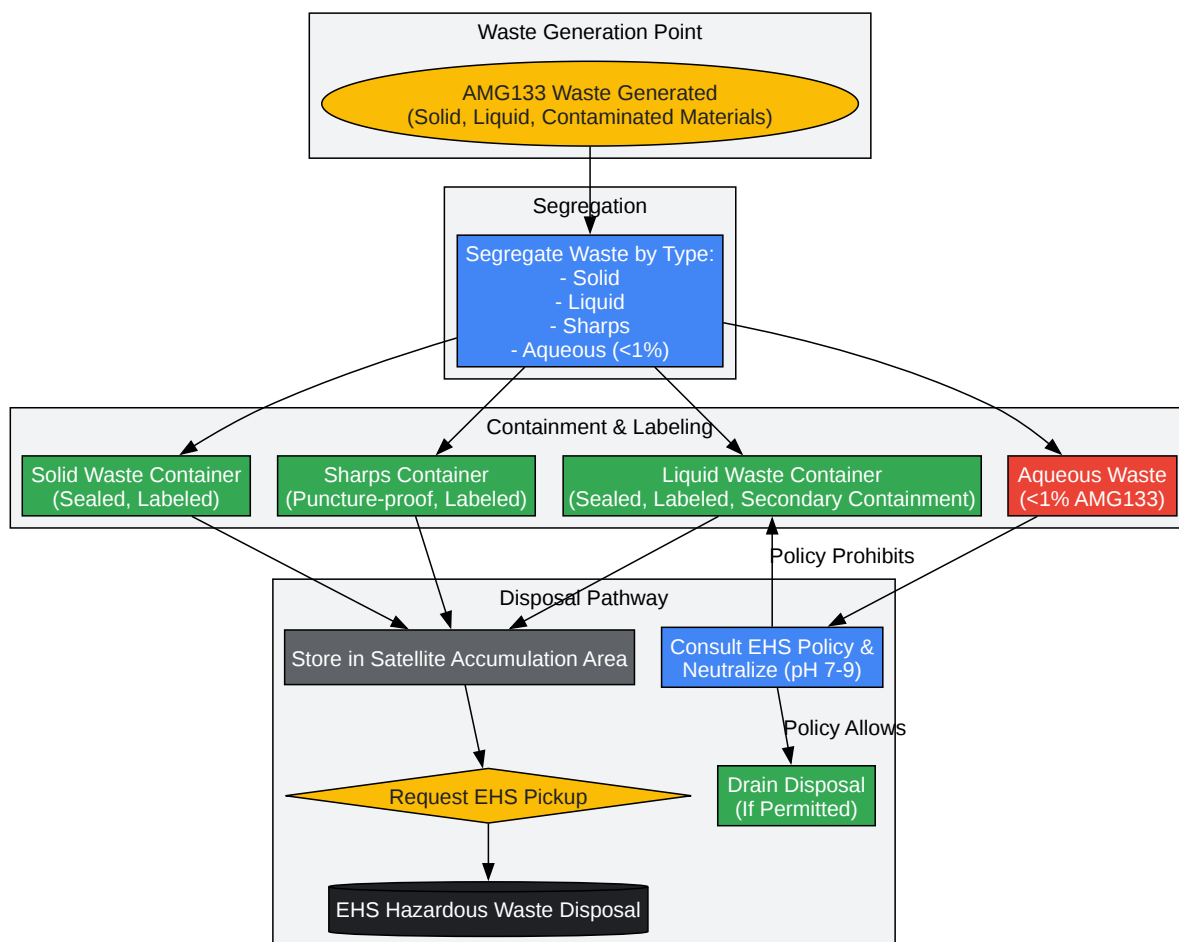 Waste Generation Point
AMG133 Waste Generated
(Solid, Liquid, Contaminated Materials)
Segregation
Segregate Waste by Type:
- Solid
- Liquid
- Sharps
- Aqueous (<1%)
Containment & Labeling
Solid Waste Container
(Sealed, Labeled)
Sharps Container
(Puncture-proof, Labeled)
Liquid Waste Container
(Sealed, Labeled, Secondary Containment)
Aqueous Waste
(<1% AMG133)
Policy Prohibits
Disposal Pathway
Store in Satellite Accumulation Area
Consult EHS Policy &
Neutralize (pH 7-9)
Policy Allows
Request EHS Pickup
Drain Disposal
(If Permitted)
EHS Hazardous Waste Disposal